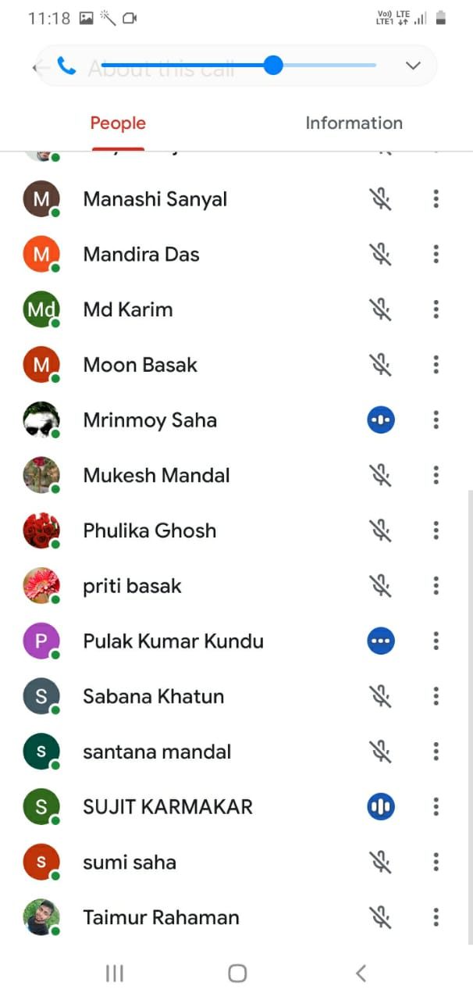 11:18
Vo) LTE
LTE1
About this call
People Information
M Manashi Sanyal
M Mandira Das
Md Md Karim
M Moon Basak
Mrinmoy Saha
Mukesh Mandal
Phulika Ghosh
priti basak
P Pulak Kumar Kundu
S Sabana Khatun
s santana mandal
S SUJIT KARMAKAR
s sumi saha
Taimur Rahaman